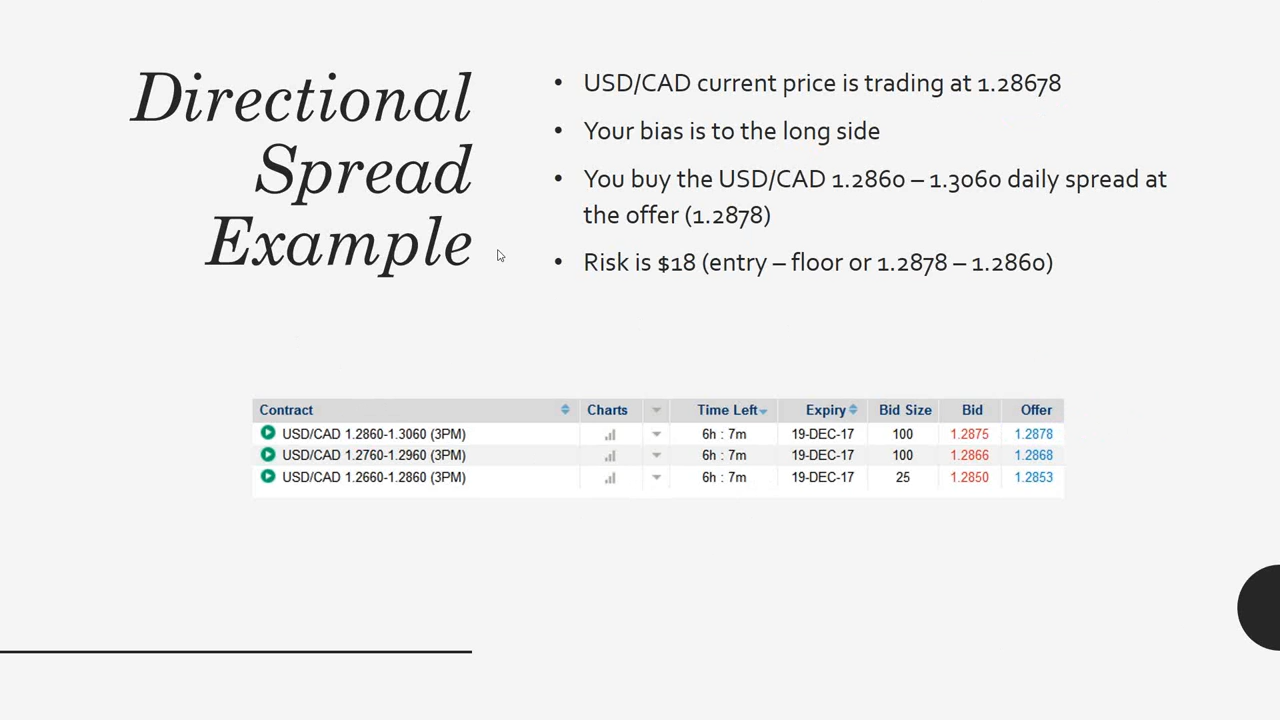 Directional
Spread
Example
• USD/CAD current price is trading at 1.28678
• Your bias is to the long side
• You buy the USD/CAD 1.2860 – 1.3060 daily spread at
the offer (1.2878)
• Risk is $18 (entry – floor or 1.2878 – 1.2860)
Contract Charts Time Left Expiry Bid Size Bid Offer
USD/CAD 1.2860-1.3060 (3PM) 6h : 7m 19-DEC-17 100 1.2875 1.2878
USD/CAD 1.2760-1.2960 (3PM) 6h : 7m 19-DEC-17 100 1.2866 1.2868
USD/CAD 1.2660-1.2860 (3PM) 6h : 7m 19-DEC-17 25 1.2850 1.2853